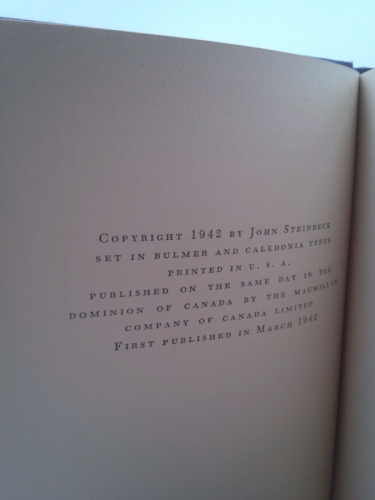 Copyright 1942 by John Steinbeck
set in bulmer and caledonia types
printed in u. s. a.
published on the same day in the
dominion of canada by the macmillan
company of canada limited
First published in March 1942